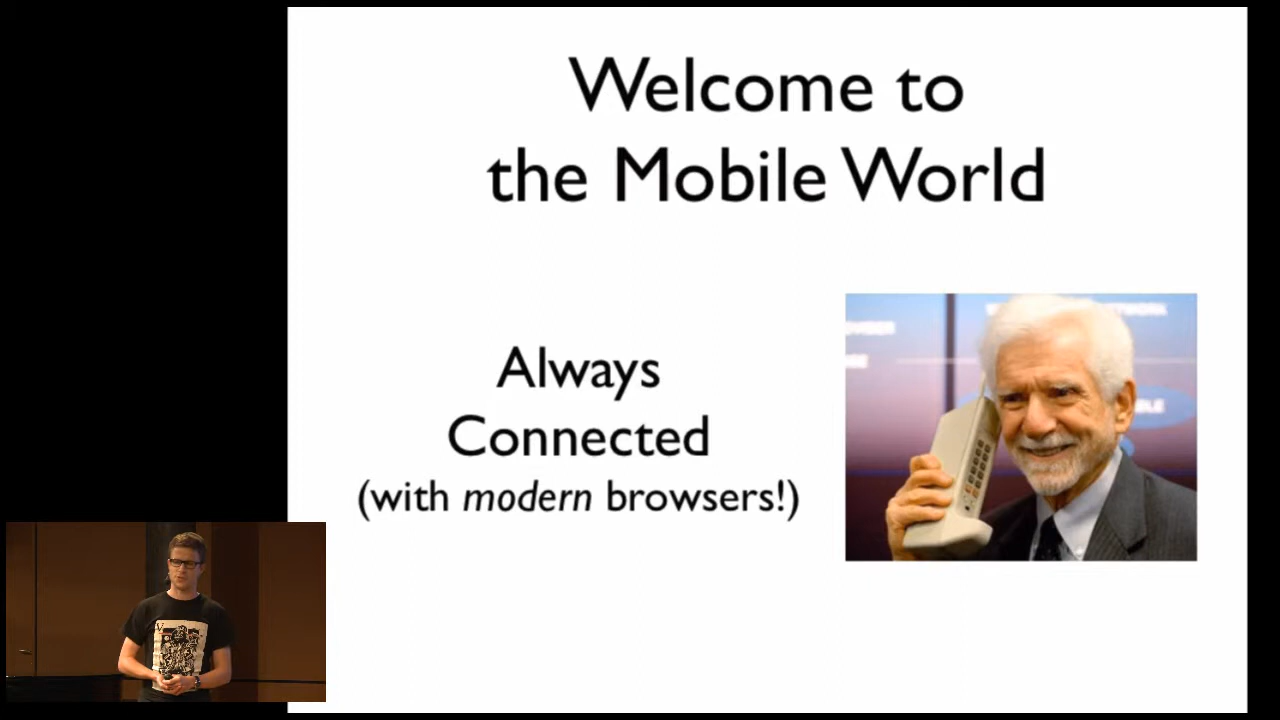 Welcome to
the Mobile World
Always
Connected
(with modern browsers!)